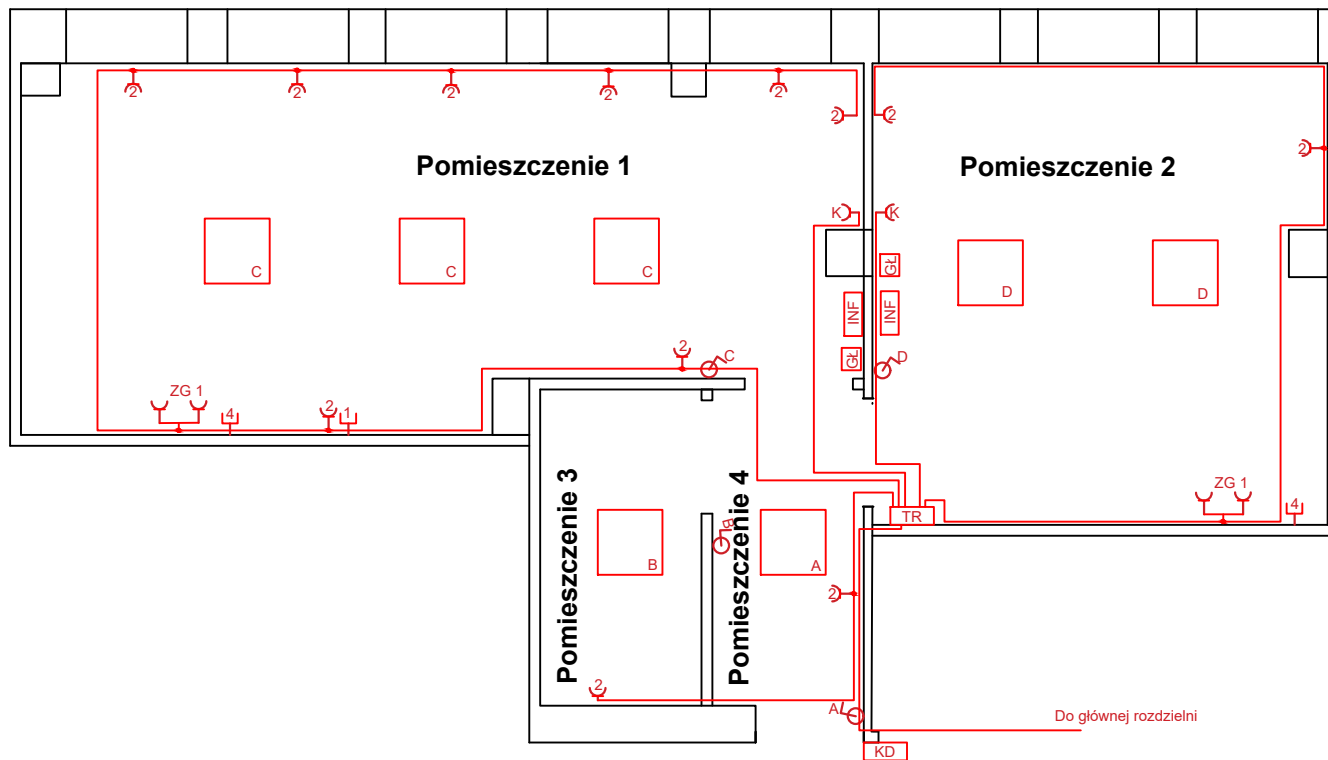 2
2
2
2
2
2
2
2
Pomieszczenie 1
Pomieszczenie 2
K
K
GŁ
C
C
C
D
D
INF
INF
GŁ
2
C
D
ZG 1
4
2
1
Pomieszczenie 3
Pomieszczenie 4
B
B
A
TR
ZG 1
4
2
2
A
Do głównej rozdzielni
KD